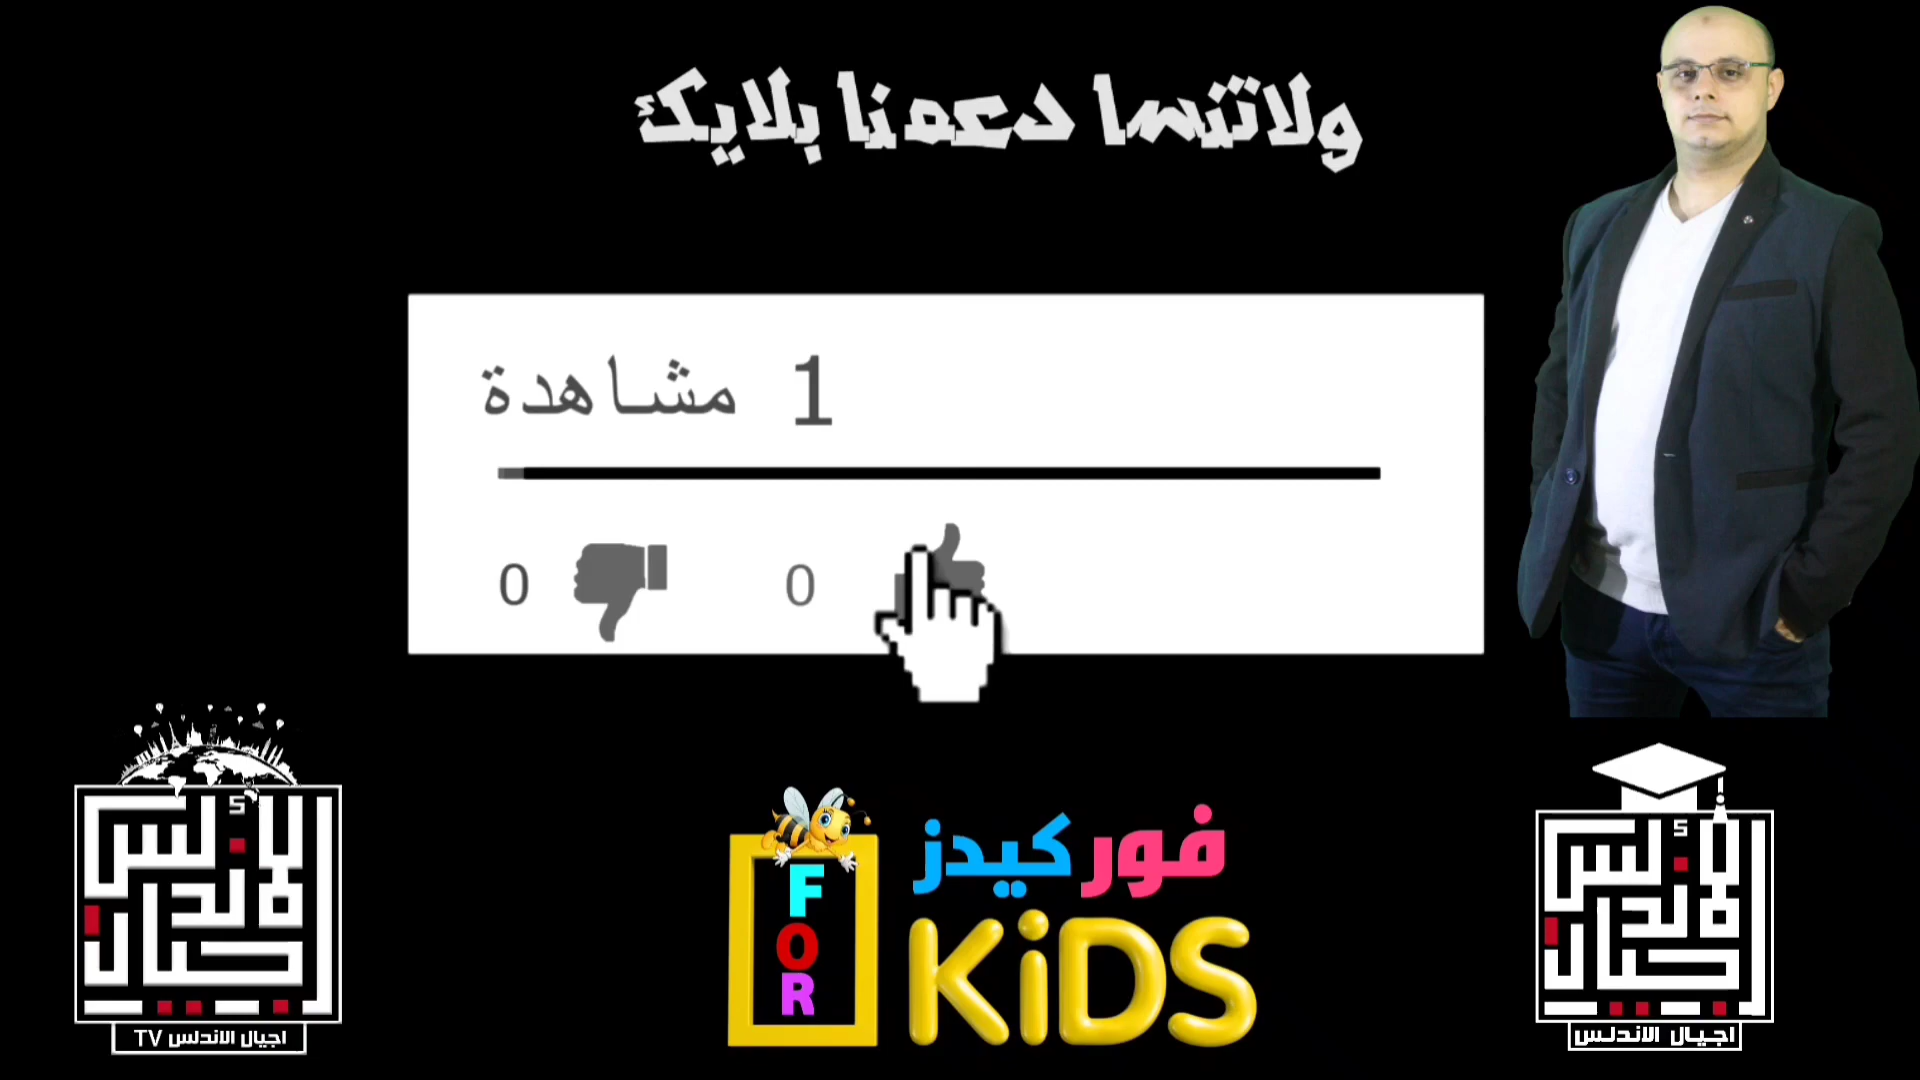 ولاتنسا دعمنا بلايك
1 مشاهدة
0
0
اجيال الاندلس TV
فور كيدز
FOR
KiDS
اجيال الاندلس